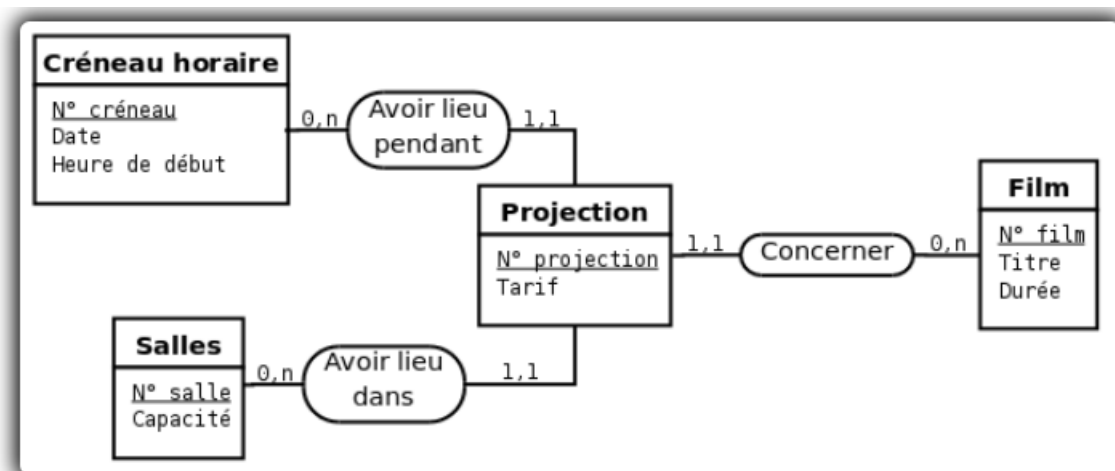 Créneau horaire
N° créneau
Date
Heure de début
0,n
Avoir lieu
pendant
1,1
Projection
N° projection
Tarif
1,1
Concerner
0,n
Film
N° film
Titre
Durée
Salles
N° salle
Capacité
0,n
Avoir lieu
dans
1,1